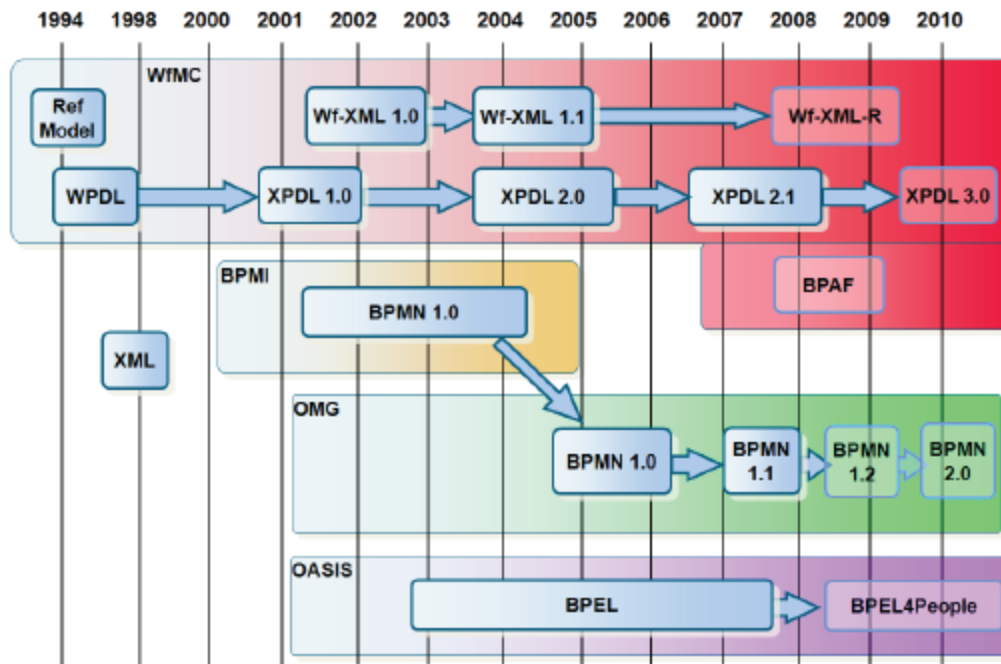 1994 1998 2000 2001 2002 2003 2004 2005 2006 2007 2008 2009 2010
WfMC
Ref
Model
Wf-XML 1.0
Wf-XML 1.1
Wf-XML-R
WPDL
XPDL 1.0
XPDL 2.0
XPDL 2.1
XPDL 3.0
BPMI
BPAF
BPMN 1.0
XML
OMG
BPMN 1.0
BPMN
1.1
BPMN
1.2
BPMN
2.0
OASIS
BPEL
BPEL4People